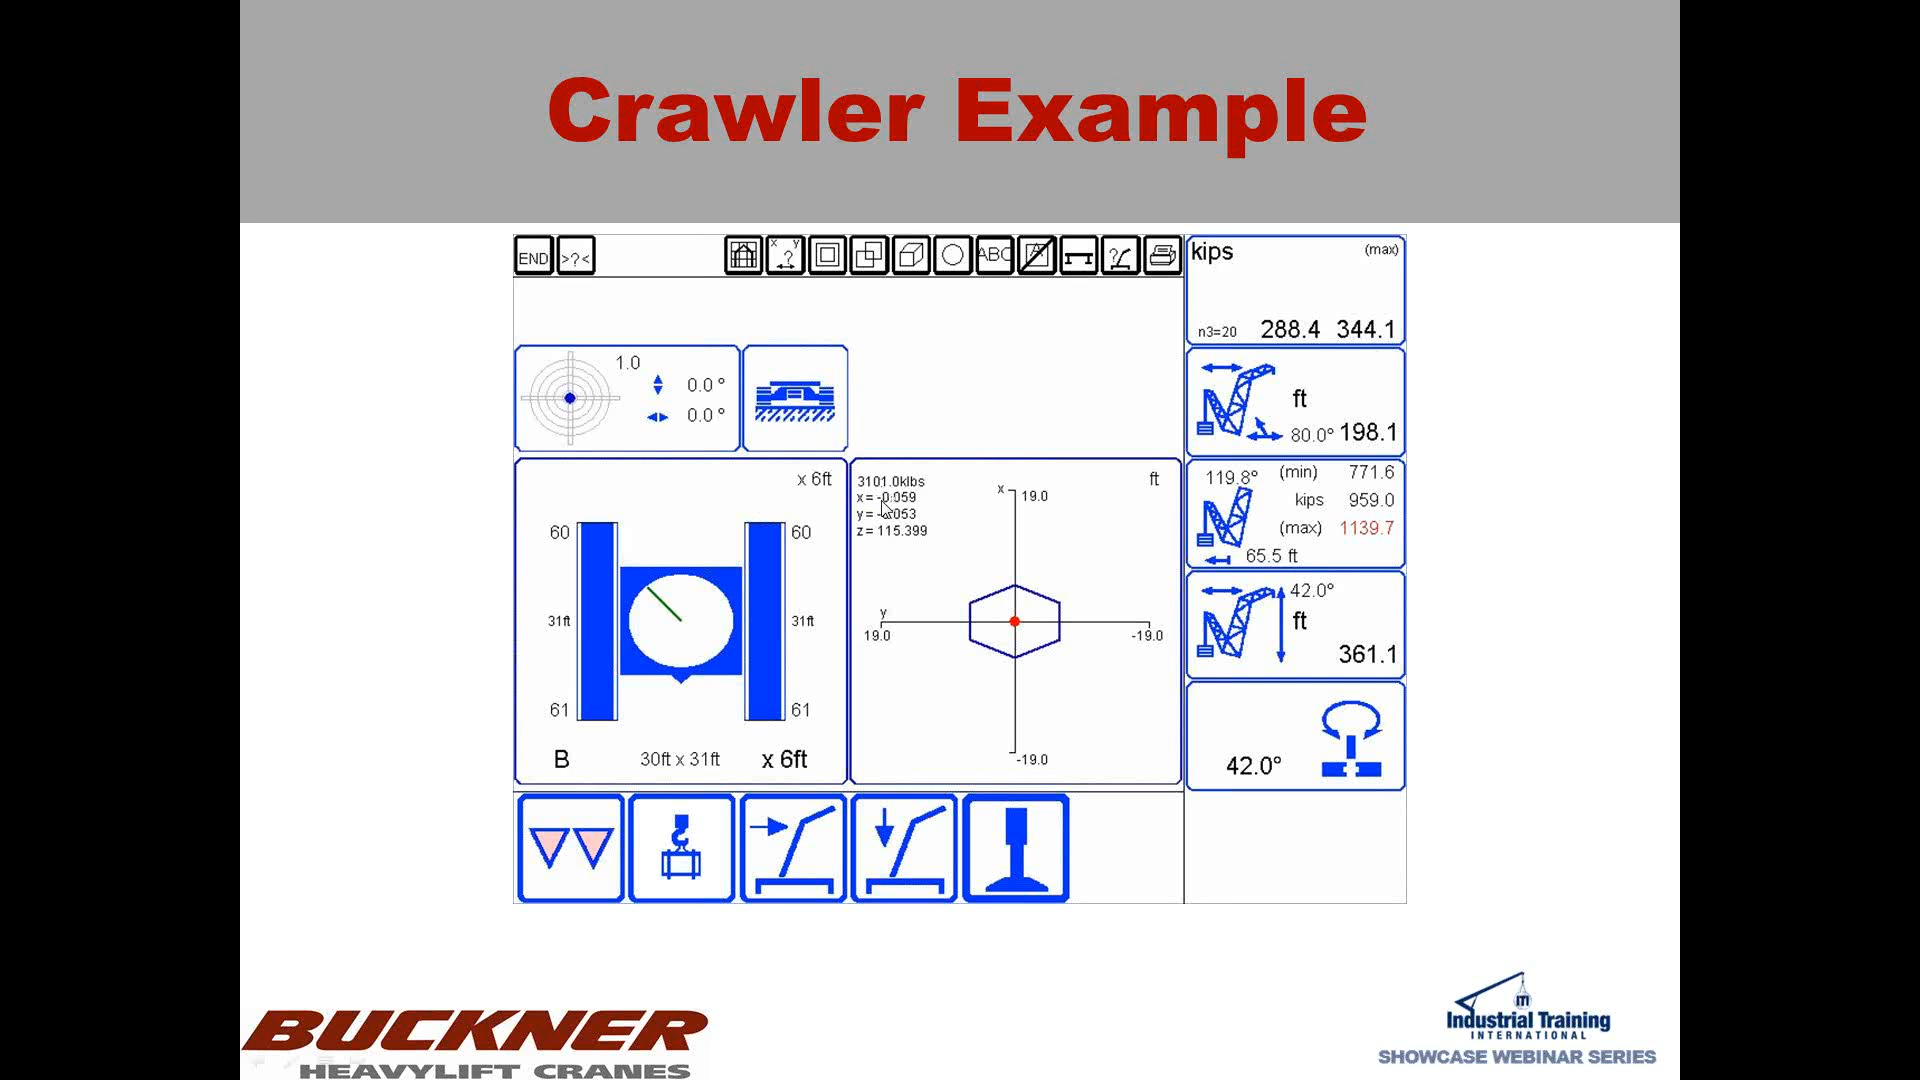 Crawler Example
END
>?<
x y
?
ABC
A
?
kips (max)
n3=20 288.4 344.1
1.0
0.0 °
0.0 °
ft
80.0° 198.1
x 6ft
60 60
31ft 31ft
61 61
B 30ft x 31ft x 6ft
3101.0klbs
x = -0.059
z = 115.399
ft
x 19.0
y
19.0 -19.0
-19.0
119.8° (min) 771.6
kips 959.0
(max) 1139.7
65.5 ft
42.0°
ft
361.1
42.0°
BUCKNER
HEAVYLIFT CRANES
ITI
Industrial Training
INTERNATIONAL
SHOWCASE WEBINAR SERIES